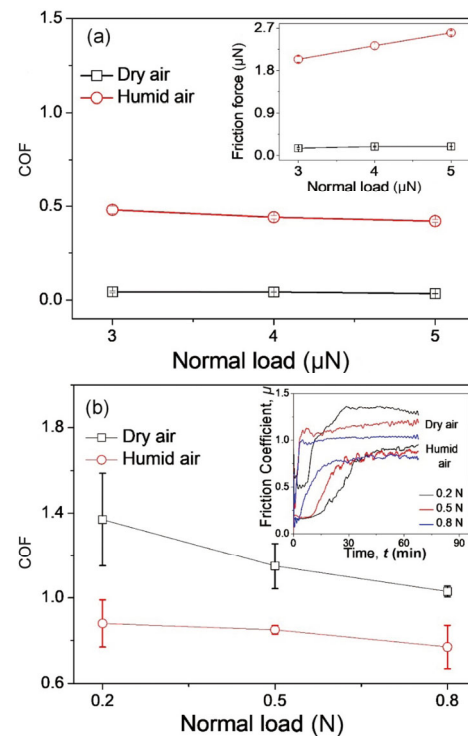 (a)
Dry air
Humid air
COF
1.5
1.0
0.5
0.0
3
4
5
Normal load (µN)
Friction force (µN)
2.7
1.8
0.9
0.0
3
4
5
Normal load (µN)
(b)
Dry air
Humid air
COF
1.8
1.4
1.0
0.6
0.2
0.5
0.8
Normal load (N)
Friction Coefficient, µ
1.5
1.0
0.5
0.0
0
30
60
90
Time, t (min)
Dry air
Humid
air
0.2 N
0.5 N
0.8 N